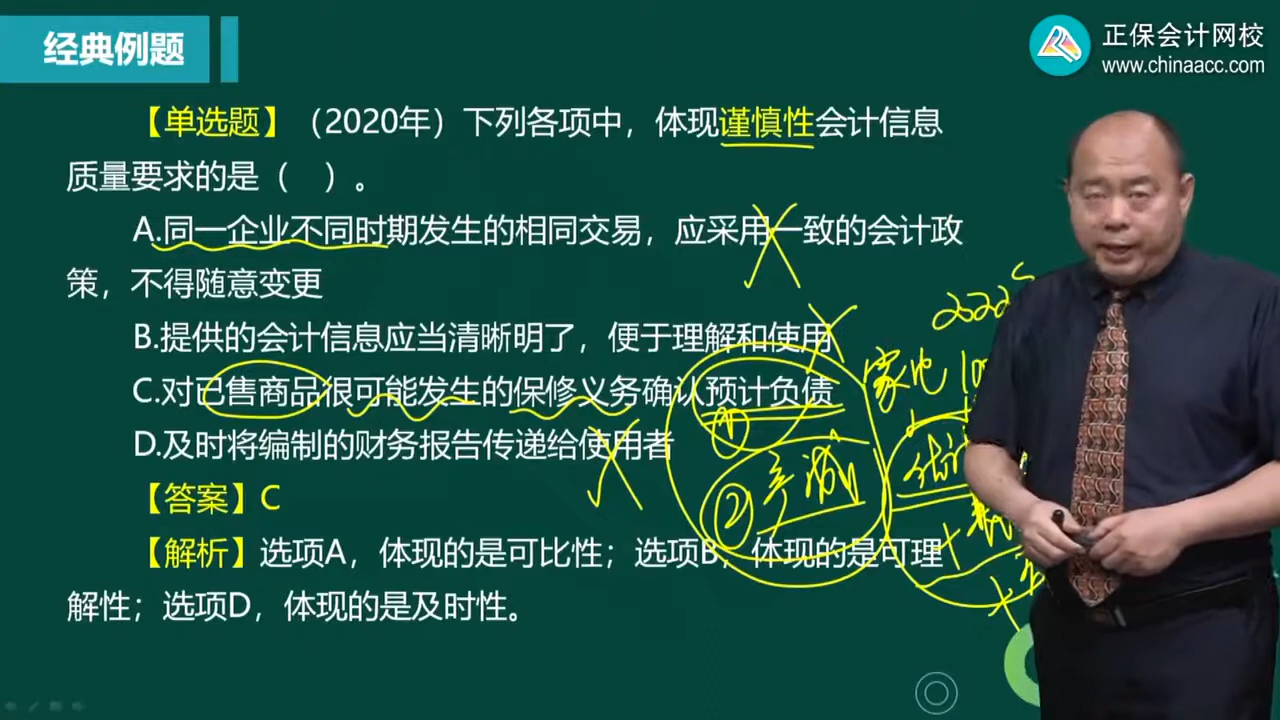 经典例题
正保会计网校
www.chinaacc.com
【单选题】（2020年）下列各项中，体现谨慎性会计信息
质量要求的是（ ）。
A.同一企业不同时期发生的相同交易，应采用一致的会计政
策，不得随意变更
B.提供的会计信息应当清晰明了，便于理解和使用
C.对已售商品很可能发生的保修义务确认预计负债
D.及时将编制的财务报告传递给使用者
【答案】C
【解析】选项A，体现的是可比性；选项B，体现的是可理
解性；选项D，体现的是及时性。
2022
家电
①
②
减